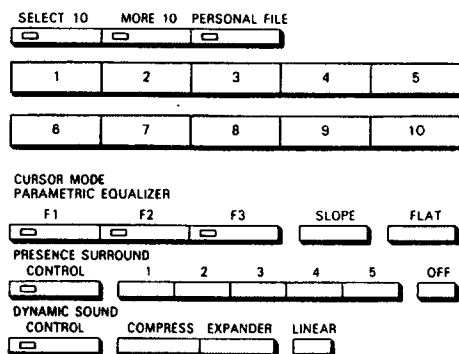 SELECT 10 MORE 10 PERSONAL FILE
1 2 3 4 5
6 7 8 9 10
CURSOR MODE
PARAMETRIC EQUALIZER
F1 F2 F3 SLOPE FLAT
PRESENCE SURROUND
CONTROL 1 2 3 4 5 OFF
DYNAMIC SOUND
CONTROL COMPRESS EXPANDER LINEAR